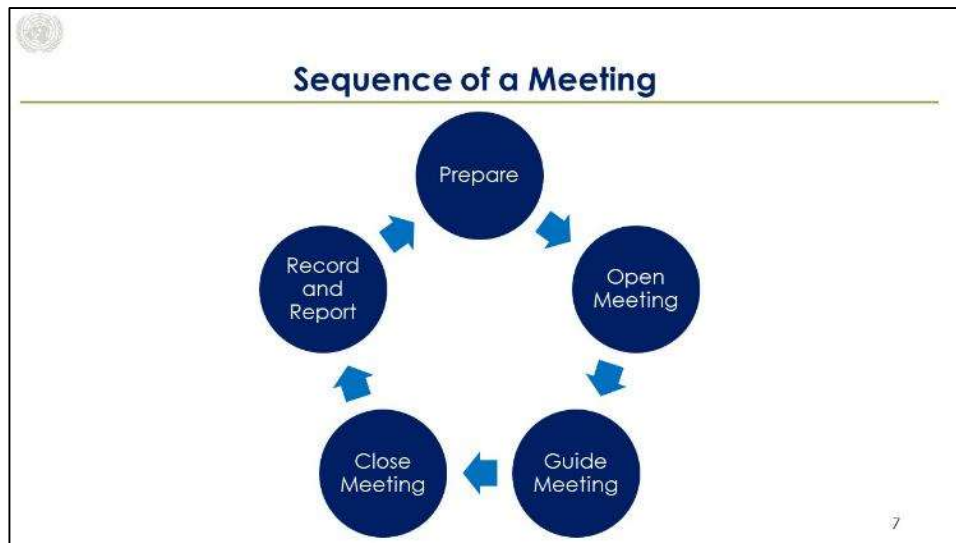 Sequence of a Meeting
Prepare
Open
Meeting
Guide
Meeting
Close
Meeting
Record
and
Report
7